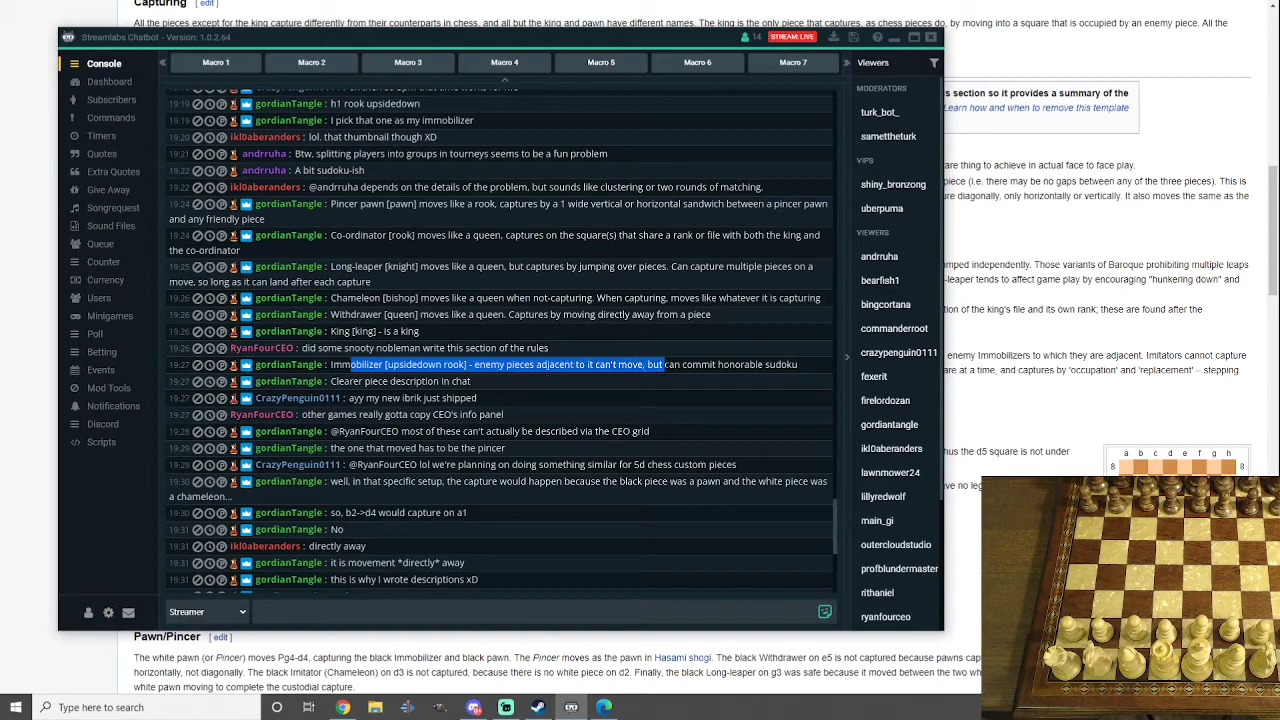 Capturing [ edit ]
All the pieces except for the king capture differently from their counterparts in chess, and all but the king and pawn have different names. The king is the only piece that captures, as chess pieces do, by moving into a square that is occupied by an enemy piece. All the
Streamlabs Chatbot - Version: 1.0.2.64
14
STREAM: LIVE
Console
Dashboard
Subscribers
Commands
Timers
Quotes
Extra Quotes
Give Away
Songrequest
Sound Files
Queue
Counter
Currency
Users
Minigames
Poll
Betting
Events
Mod Tools
Notifications
Discord
Scripts
Macro 1 Macro 2 Macro 3 Macro 4 Macro 5 Macro 6 Macro 7
19:19 gordianTangle : h1 rook upsidedown
19:19 gordianTangle : I pick that one as my immobilizer
19:20 ikl0aberanders : lol. that thumbnail though XD
19:21 andrruha : Btw, splitting players into groups in tourneys seems to be a fun problem
19:21 andrruha : A bit sudoku-ish
19:22 ikl0aberanders : @andrruha depends on the details of the problem, but sounds like clustering or two rounds of matching.
19:24 gordianTangle : Pincer pawn [pawn] moves like a rook, captures by a 1 wide vertical or horizontal sandwich between a pincer pawn
and any friendly piece
19:24 gordianTangle : Co-ordinator [rook] moves like a queen, captures on the square(s) that share a rank or file with both the king and
the co-ordinator
19:25 gordianTangle : Long-leaper [knight] moves like a queen, but captures by jumping over pieces. Can capture multiple pieces on a
move, so long as it can land after each capture
19:26 gordianTangle : Chameleon [bishop] moves like a queen when not-capturing. When capturing, moves like whatever it is capturing
19:26 gordianTangle : Withdrawer [queen] moves like a queen. Captures by moving directly away from a piece
19:26 gordianTangle : King [king] - is a king
19:26 RyanFourCEO : did some snooty nobleman write this section of the rules
19:27 gordianTangle : Immobilizer [upsidedown rook] - enemy pieces adjacent to it can't move, but can commit honorable sudoku
19:27 gordianTangle : Clearer piece description in chat
19:27 CrazyPenguin0111 : ayy my new ibrik just shipped
19:27 RyanFourCEO : other games really gotta copy CEO's info panel
19:28 gordianTangle : @RyanFourCEO most of these can't actually be described via the CEO grid
19:28 gordianTangle : the one that moved has to be the pincer
19:29 CrazyPenguin0111 : @RyanFourCEO lol we're planning on doing something similar for 5d chess custom pieces
19:30 gordianTangle : well, in that specific setup, the capture would happen because the black piece was a pawn and the white piece was
a chameleon...
19:30 gordianTangle : so, b2->d4 would capture on a1
19:31 gordianTangle : No
19:31 ikl0aberanders : directly away
19:31 gordianTangle : it is movement *directly* away
19:31 gordianTangle : this is why I wrote descriptions xD
Streamer
Viewers
MODERATORS
turk_bot_
samettheturk
VIPS
shiny_bronzong
uberpuma
VIEWERS
andrruha
bearfish1
bingcortana
commanderroot
crazypenguin0111
fexerit
firelordozan
gordiantangle
ikl0aberanders
lawnmower24
lillyredwolf
main_gi
outercloudstudio
profblundermaster
rithaniel
ryanfourceo
s section so it provides a summary of the
Learn how and when to remove this template
are thing to achieve in actual face to face play.
piece (i.e. there may be no gaps between any of the three pieces). This is
are diagonally, only horizontally or vertically. It also moves the same as the
umped independently. Those variants of Baroque prohibiting multiple leaps
-leaper tends to affect game play by encouraging "hunkering down" and
tion of the king's file and its own rank; these are found after the
enemy Immobilizers to which they are adjacent. Imitators cannot capture
are at a time, and captures by 'occupation' and 'replacement' -- stepping
hus the d5 square is not under
ave no leg
a b c d e f g h
8 8
Pawn/Pincer [ edit ]
The white pawn (or Pincer) moves Pg4-d4, capturing the black Immobilizer and black pawn. The Pincer moves as the pawn in Hasami shogi. The black Withdrawer on e5 is not captured because pawns cap
horizontally, not diagonally. The black Imitator (Chameleon) on d3 is not captured, because there is no white piece on d2. Finally, the black Long-leaper on g3 was safe because it moved between the two wh
white pawn moving to complete the custodial capture.
Type here to search